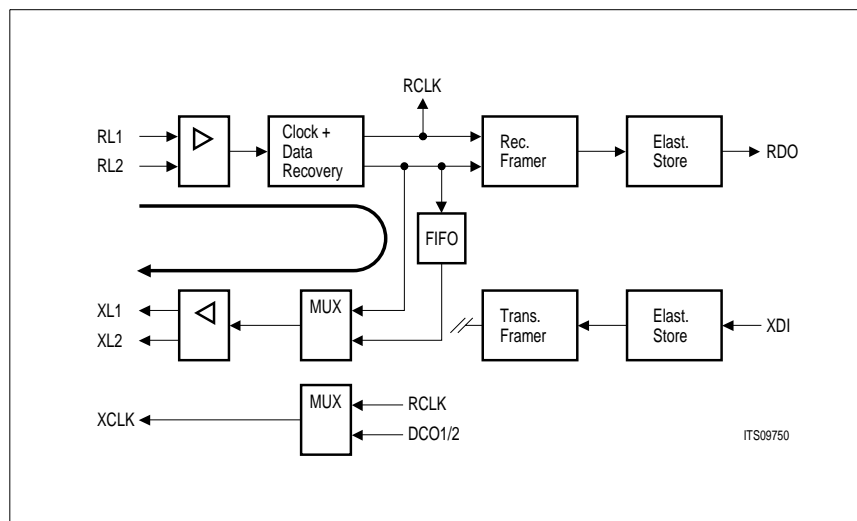 RCLK
RL1
RL2
Clock +
Data
Recovery
Rec.
Framer
Elast.
Store
RDO
FIFO
XL1
XL2
MUX
Trans.
Framer
Elast.
Store
XDI
XCLK
MUX
RCLK
DCO1/2
ITS09750